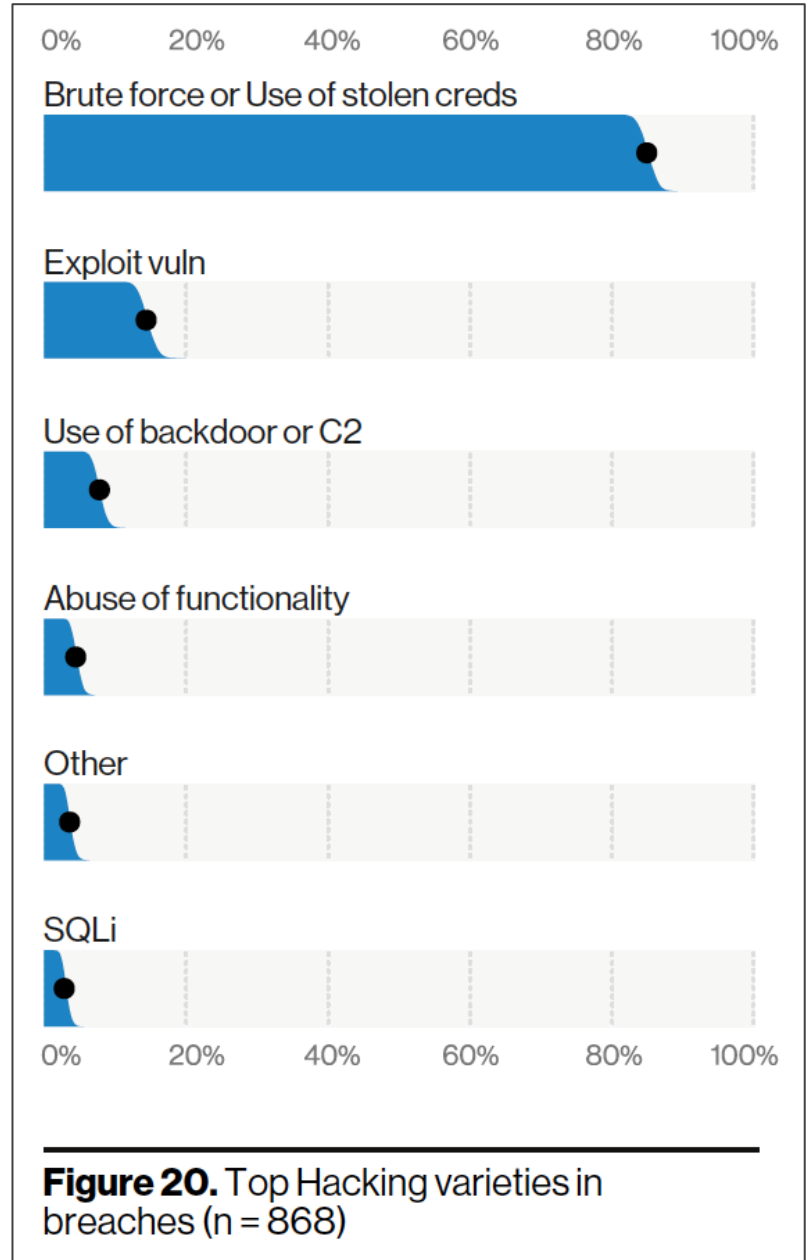 0% 20% 40% 60% 80% 100%
Brute force or Use of stolen creds
Exploit vuln
Use of backdoor or C2
Abuse of functionality
Other
SQLi
0% 20% 40% 60% 80% 100%
Figure 20. Top Hacking varieties in
breaches (n = 868)